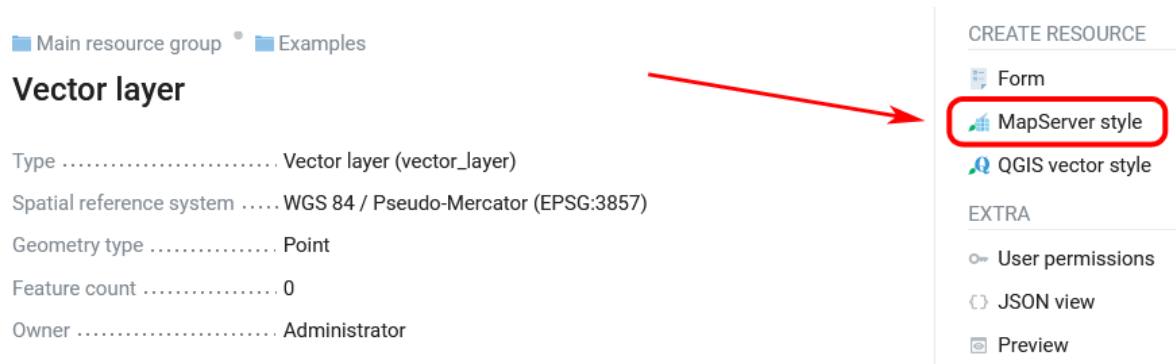 Main resource group Examples
Vector layer
Type ........................... Vector layer (vector_layer)
Spatial reference system ..... WGS 84 / Pseudo-Mercator (EPSG:3857)
Geometry type ................ Point
Feature count ................. 0
Owner ......................... Administrator
CREATE RESOURCE
Form
MapServer style
QGIS vector style
EXTRA
User permissions
JSON view
Preview